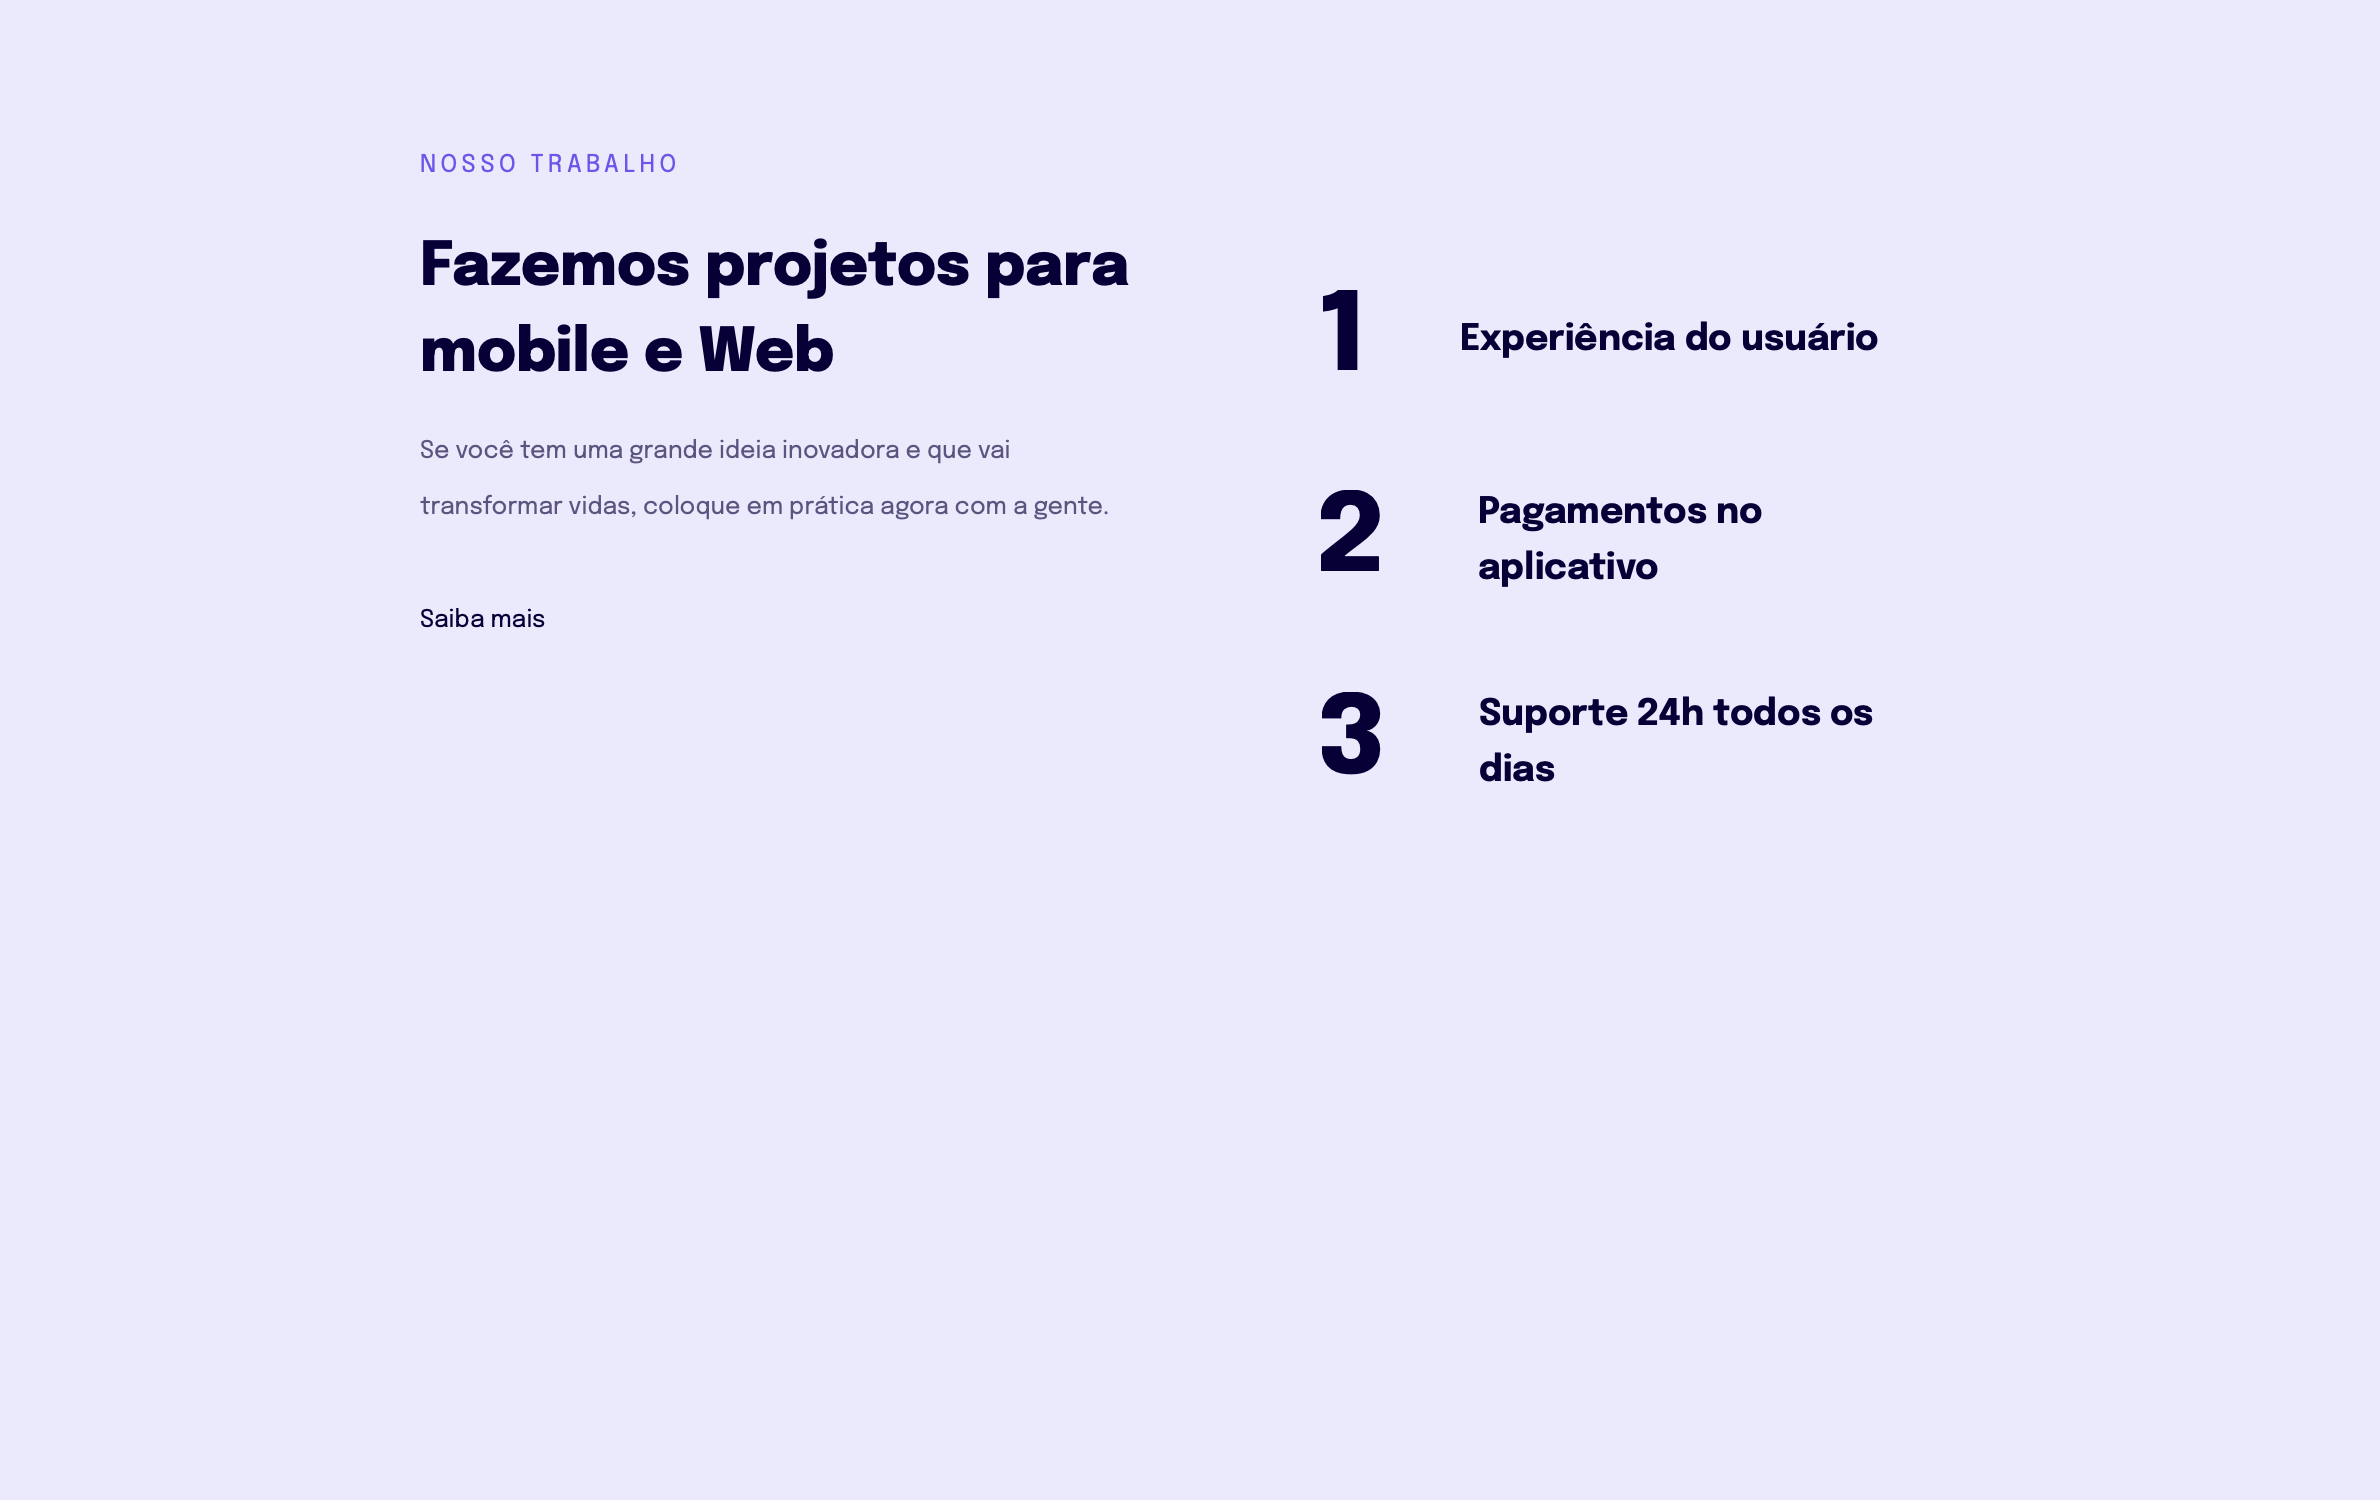 NOSSO TRABALHO
Fazemos projetos para
mobile e Web
Se você tem uma grande ideia inovadora e que vai
transformar vidas, coloque em prática agora com a gente.
Saiba mais
1 Experiência do usuário
2 Pagamentos no
aplicativo
3 Suporte 24h todos os
dias